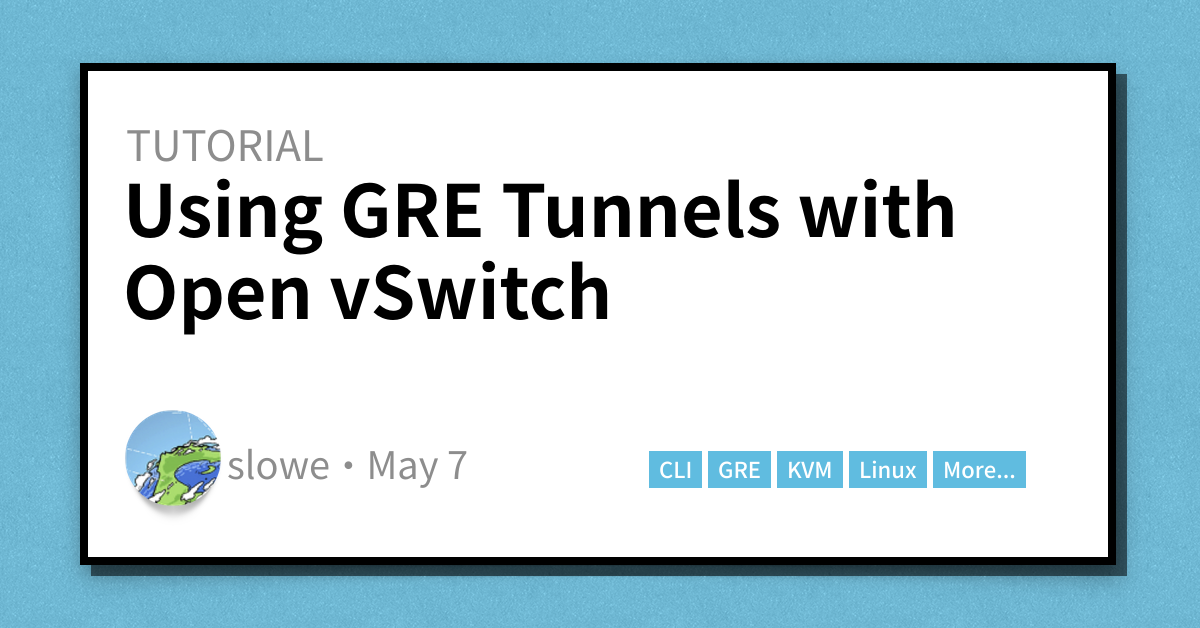 TUTORIAL
Using GRE Tunnels with
Open vSwitch
slowe • May 7
CLI GRE KVM Linux More...